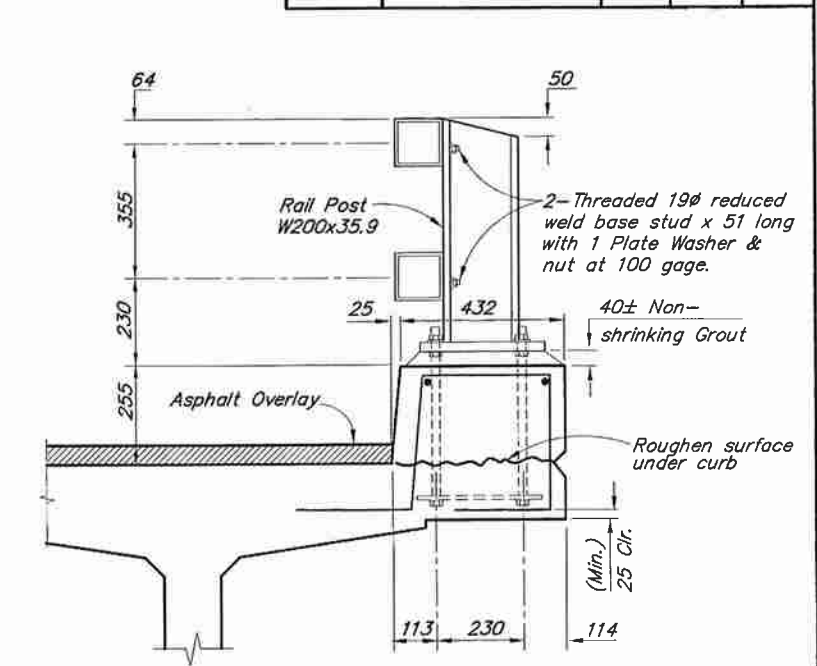 64
50
355
Rail Post
W200x35.9
2-Threaded 19ø reduced
weld base stud x 51 long
with 1 Plate Washer &
nut at 100 gage.
230
25
432
40± Non-
shrinking Grout
255
Asphalt Overlay
Roughen surface
under curb
(Min.)
25 Clr.
113
230
114